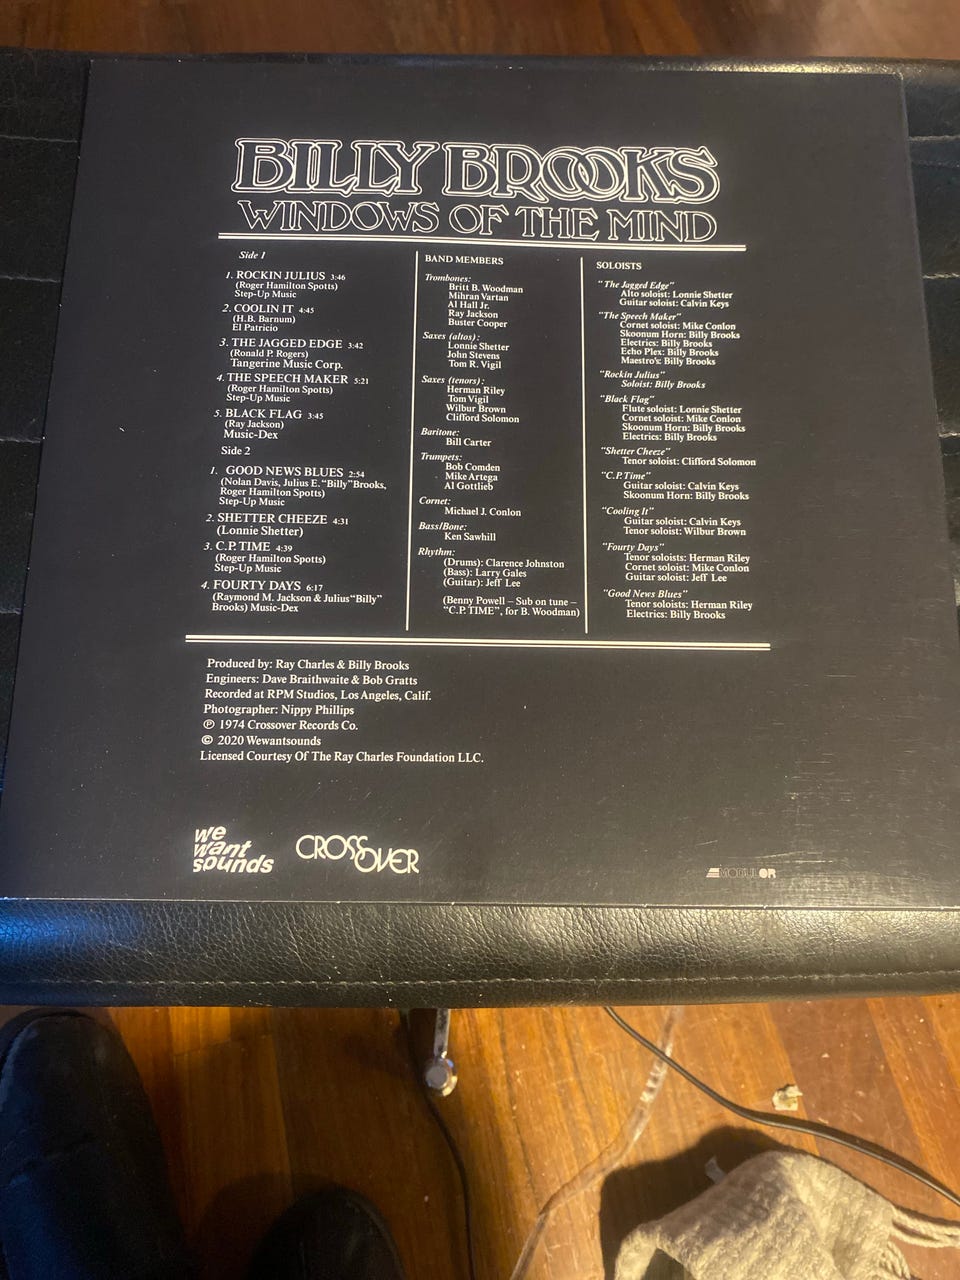 BILLY BROOKS
WINDOWS OF THE MIND
Side 1
1. ROCKIN JULIUS 3:46
(Roger Hamilton Spotts)
Step-Up Music
2. COOLIN IT 4:45
(H.B. Barnum)
El Patricio
3. THE JAGGED EDGE 3:42
(Ronald P. Rogers)
Tangerine Music Corp.
4. THE SPEECH MAKER 5:21
(Roger Hamilton Spotts)
Step-Up Music
5. BLACK FLAG 3:45
(Ray Jackson)
Music-Dex
Side 2
1. GOOD NEWS BLUES 2:54
(Nolan Davis, Julius E. "Billy" Brooks,
Roger Hamilton Spotts)
Step-Up Music
2. SHETTER CHEEZE 4:31
(Lonnie Shetter)
3. C.P. TIME 4:39
(Roger Hamilton Spotts)
Step-Up Music
4. FOURTY DAYS 6:17
(Raymond M. Jackson & Julius "Billy"
Brooks) Music-Dex
BAND MEMBERS
Trombones:
Britt B. Woodman
Mihran Vartan
Al Hall Jr.
Ray Jackson
Buster Cooper
Saxes (altos):
Lonnie Shetter
John Stevens
Tom R. Vigil
Saxes (tenors):
Herman Riley
Tom Vigil
Wilbur Brown
Clifford Solomon
Baritone:
Bill Carter
Trumpets:
Bob Comden
Mike Artega
Al Gottlieb
Cornet:
Michael J. Conlon
Bass/Bone:
Ken Sawhill
Rhythm:
(Drums): Clarence Johnston
(Bass): Larry Gales
(Guitar): Jeff Lee
(Benny Powell – Sub on tune –
"C.P. TIME", for B. Woodman)
SOLOISTS
"The Jagged Edge"
Alto soloist: Lonnie Shetter
Guitar soloist: Calvin Keys
"The Speech Maker"
Cornet soloist: Mike Conlon
Skoonum Horn: Billy Brooks
Electrics: Billy Brooks
Echo Plex: Billy Brooks
Maestro's: Billy Brooks
"Rockin Julius"
Soloist: Billy Brooks
"Black Flag"
Flute soloist: Lonnie Shetter
Cornet soloist: Mike Conlon
Skoonum Horn: Billy Brooks
Electrics: Billy Brooks
"Shetter Cheeze"
Tenor soloist: Clifford Solomon
"C.P. Time"
Guitar soloist: Calvin Keys
Skoonum Horn: Billy Brooks
"Cooling It"
Guitar soloist: Calvin Keys
Tenor soloist: Wilbur Brown
"Fourty Days"
Tenor soloists: Herman Riley
Cornet soloist: Mike Conlon
Guitar soloist: Jeff Lee
"Good News Blues"
Tenor soloists: Herman Riley
Electrics: Billy Brooks
Produced by: Ray Charles & Billy Brooks
Engineers: Dave Braithwaite & Bob Gratts
Recorded at RPM Studios, Los Angeles, Calif.
Photographer: Nippy Phillips
℗ 1974 Crossover Records Co.
© 2020 Wewantsounds
Licensed Courtesy Of The Ray Charles Foundation LLC.
we
want
sounds
CROSSOVER
MODULOR